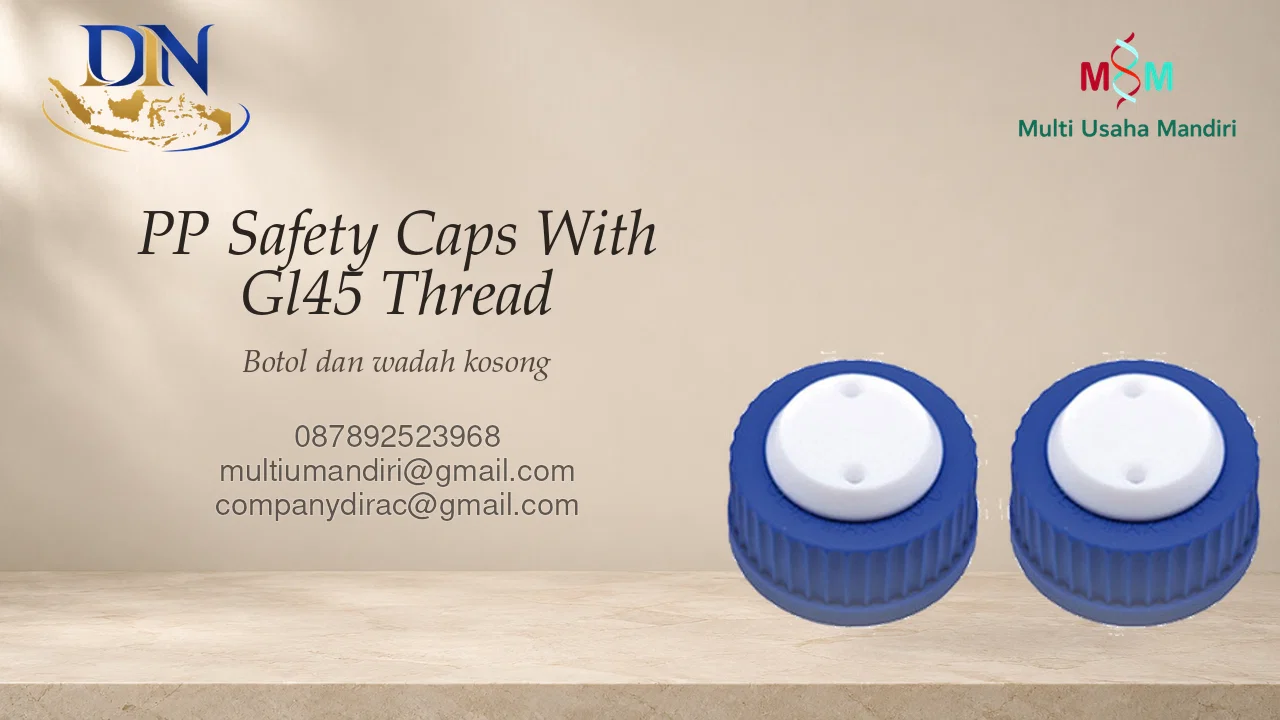 DIN
M M
Multi Usaha Mandiri
PP Safety Caps With
Gl45 Thread
Botol dan wadah kosong
087892523968
multiumandiri@gmail.com
companydirac@gmail.com